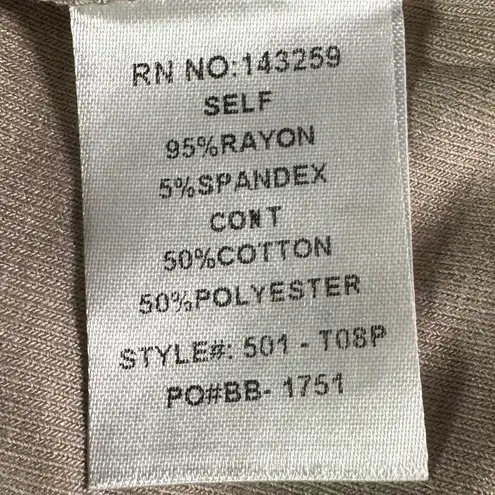 RN NO:143259
SELF
95%RAYON
5%SPANDEX
CONT
50%COTTON
50%POLYESTER
STYLE#: 501 - T08P
PO#BB- 1751